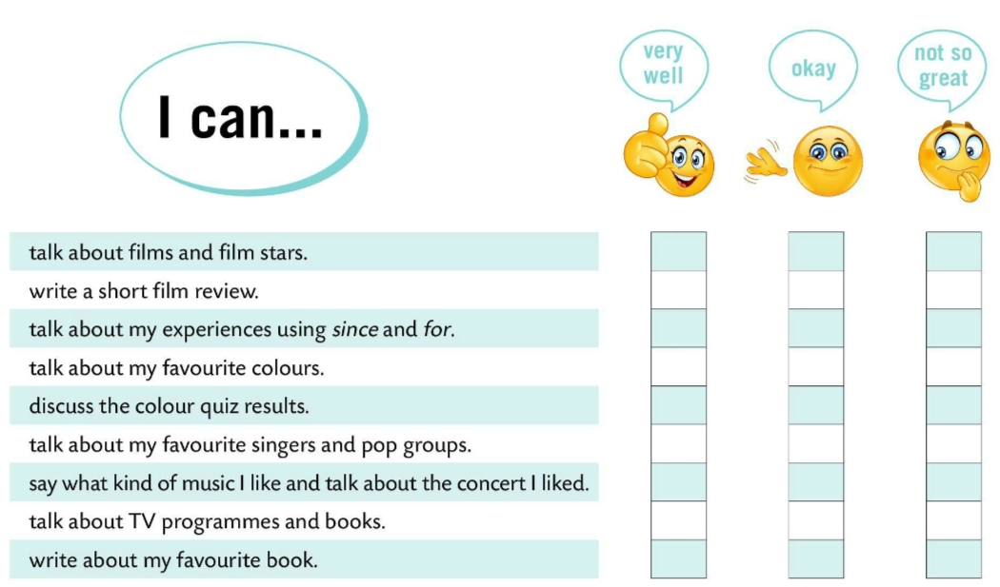 I can...
very
well
okay
not so
great
talk about films and film stars.
write a short film review.
talk about my experiences using since and for.
talk about my favourite colours.
discuss the colour quiz results.
talk about my favourite singers and pop groups.
say what kind of music I like and talk about the concert I liked.
talk about TV programmes and books.
write about my favourite book.